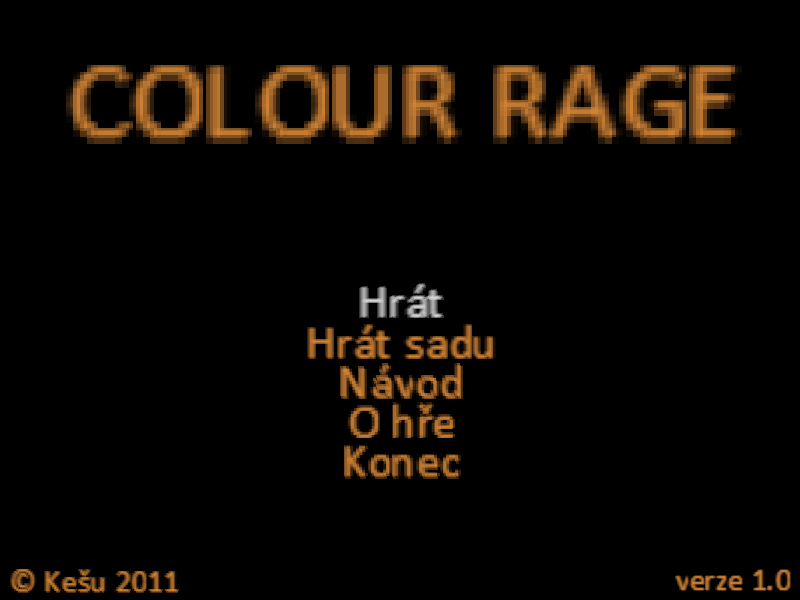 COLOUR RAGE
Hrát
Hrát sadu
Návod
O hře
Konec
© Kešu 2011
verze 1.0